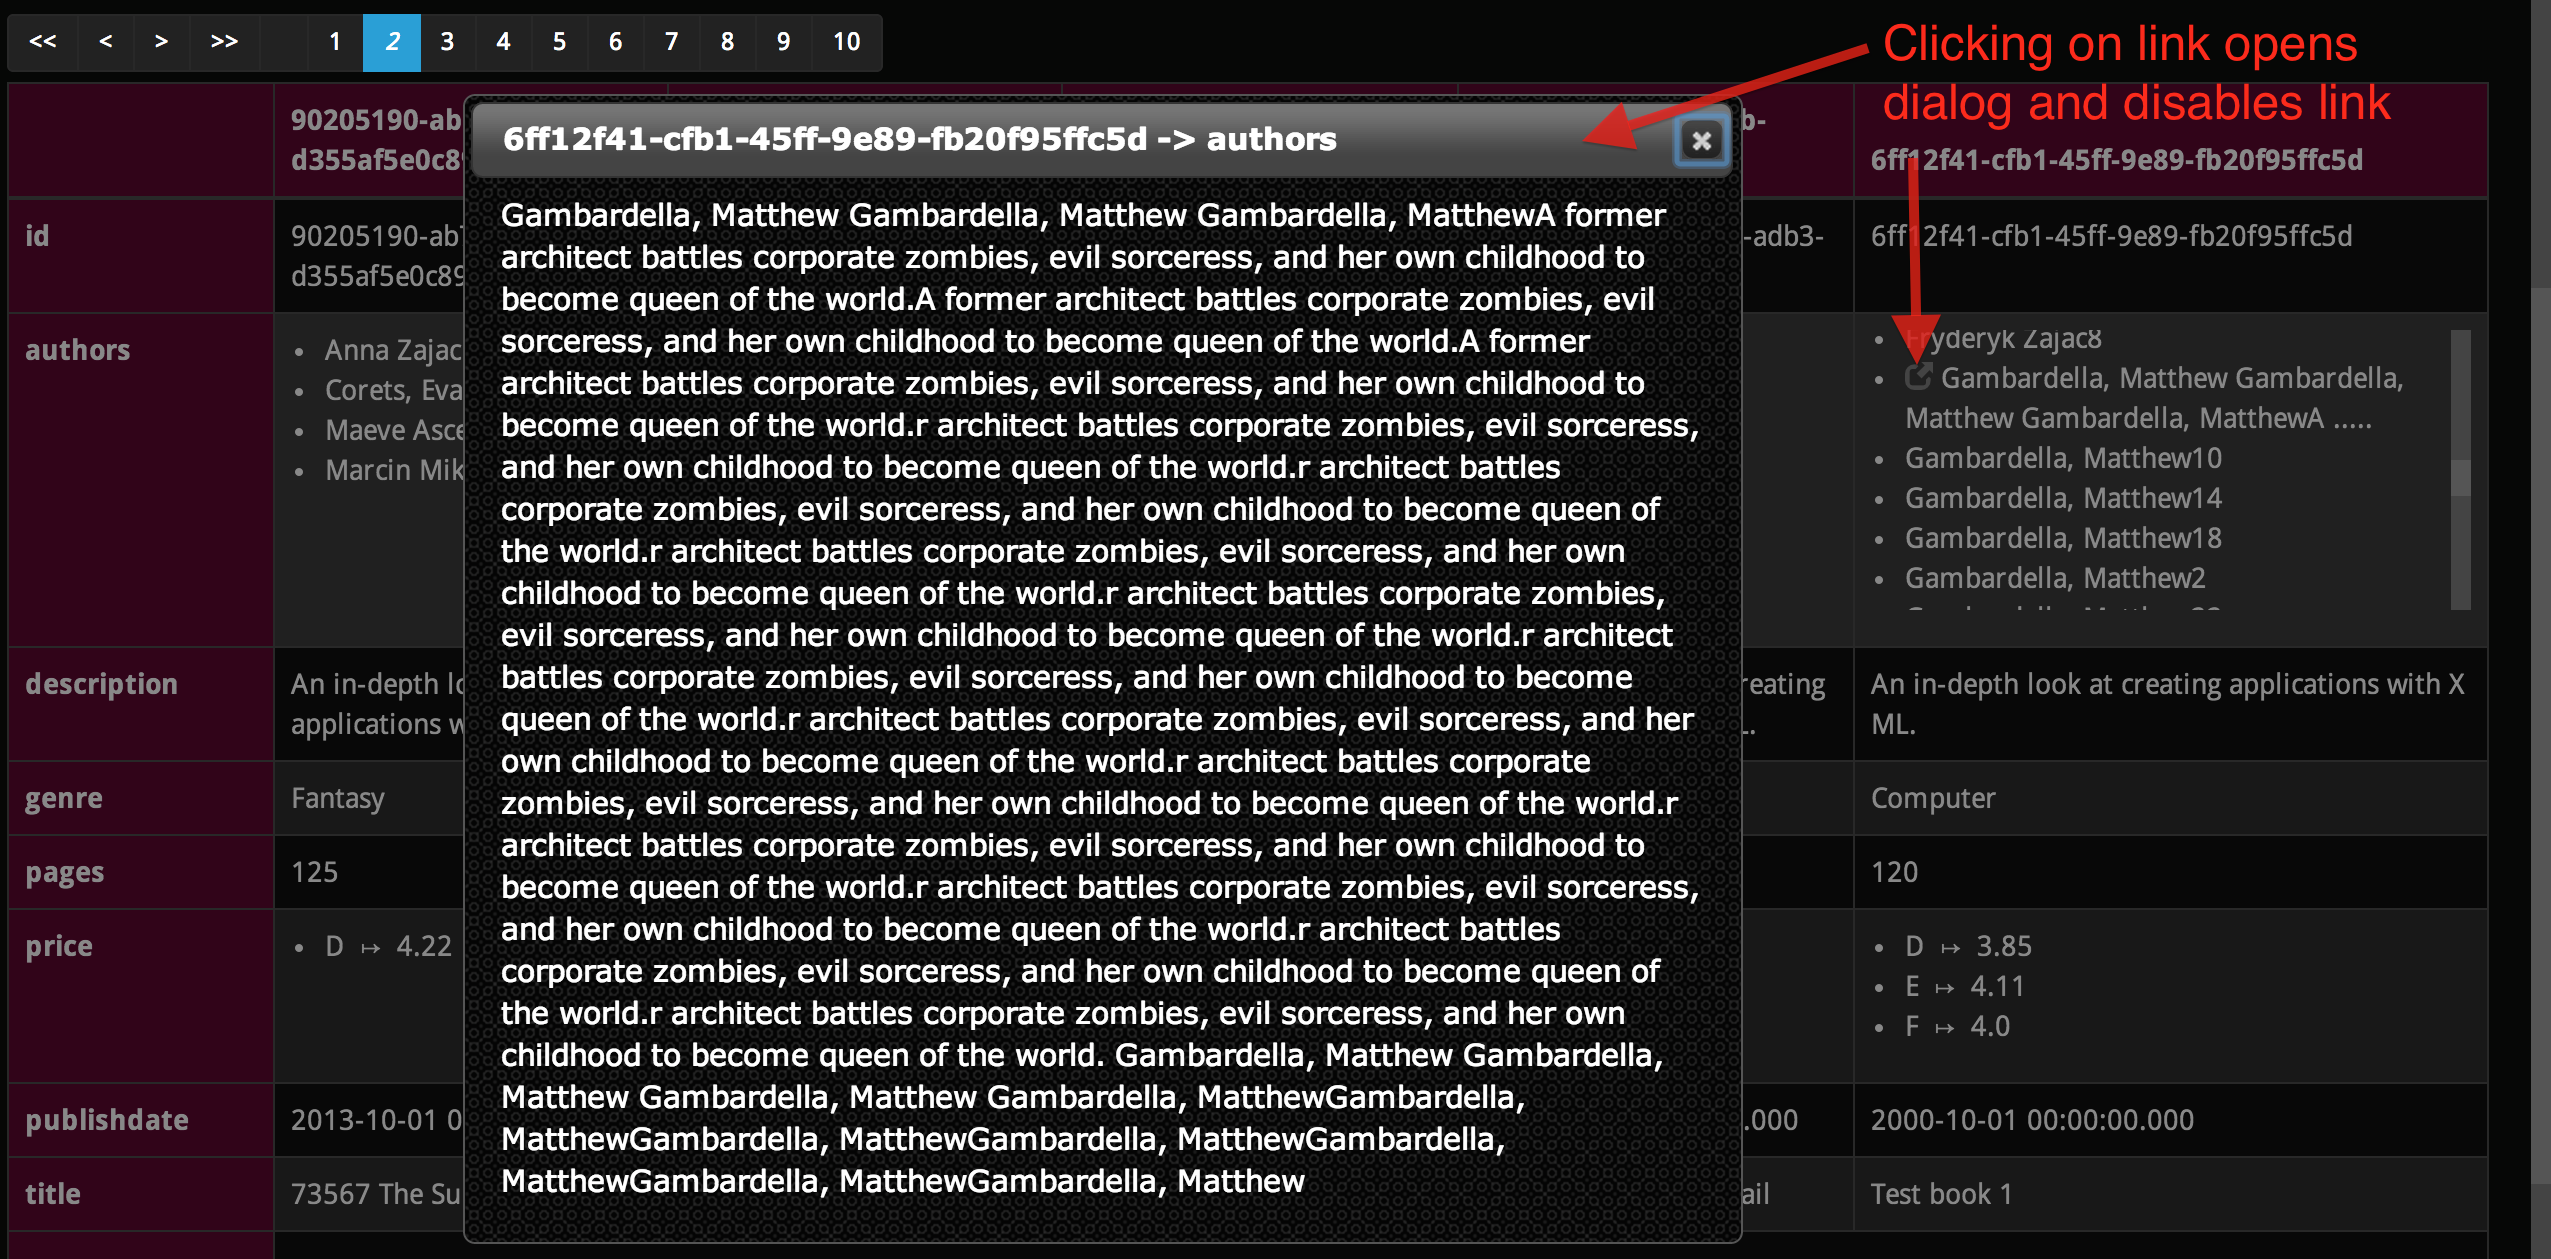 << < > >> 1 2 3 4 5 6 7 8 9 10
Clicking on link opens
dialog and disables link
90205190-ab
d355af5e0c8
b-
6ff12f41-cfb1-45ff-9e89-fb20f95ffc5d
id
90205190-ab
d355af5e0c89
-adb3-
6ff12f41-cfb1-45ff-9e89-fb20f95ffc5d
authors
• Anna Zajac
• Corets, Eva
• Maeve Asce
• Marcin Mik
• Fryderyk Zajac8
• Gambardella, Matthew Gambardella,
Matthew Gambardella, MatthewA .....
• Gambardella, Matthew10
• Gambardella, Matthew14
• Gambardella, Matthew18
• Gambardella, Matthew2
description
An in-depth lo
applications w
reating
An in-depth look at creating applications with X
ML.
genre
Fantasy
Computer
pages
125
120
price
• D ↦ 4.22
• D ↦ 3.85
• E ↦ 4.11
• F ↦ 4.0
publishdate
2013-10-01 0
.000
2000-10-01 00:00:00.000
title
73567 The Su
ail
Test book 1
6ff12f41-cfb1-45ff-9e89-fb20f95ffc5d -> authors
Gambardella, Matthew Gambardella, Matthew Gambardella, MatthewA former
architect battles corporate zombies, evil sorceress, and her own childhood to
become queen of the world.A former architect battles corporate zombies, evil
sorceress, and her own childhood to become queen of the world.A former
architect battles corporate zombies, evil sorceress, and her own childhood to
become queen of the world.r architect battles corporate zombies, evil sorceress,
and her own childhood to become queen of the world.r architect battles
corporate zombies, evil sorceress, and her own childhood to become queen of
the world.r architect battles corporate zombies, evil sorceress, and her own
childhood to become queen of the world.r architect battles corporate zombies,
evil sorceress, and her own childhood to become queen of the world.r architect
battles corporate zombies, evil sorceress, and her own childhood to become
queen of the world.r architect battles corporate zombies, evil sorceress, and her
own childhood to become queen of the world.r architect battles corporate
zombies, evil sorceress, and her own childhood to become queen of the world.r
architect battles corporate zombies, evil sorceress, and her own childhood to
become queen of the world.r architect battles corporate zombies, evil sorceress,
and her own childhood to become queen of the world.r architect battles
corporate zombies, evil sorceress, and her own childhood to become queen of
the world.r architect battles corporate zombies, evil sorceress, and her own
childhood to become queen of the world. Gambardella, Matthew Gambardella,
Matthew Gambardella, Matthew Gambardella, MatthewGambardella,
MatthewGambardella, MatthewGambardella, MatthewGambardella,
MatthewGambardella, MatthewGambardella, Matthew